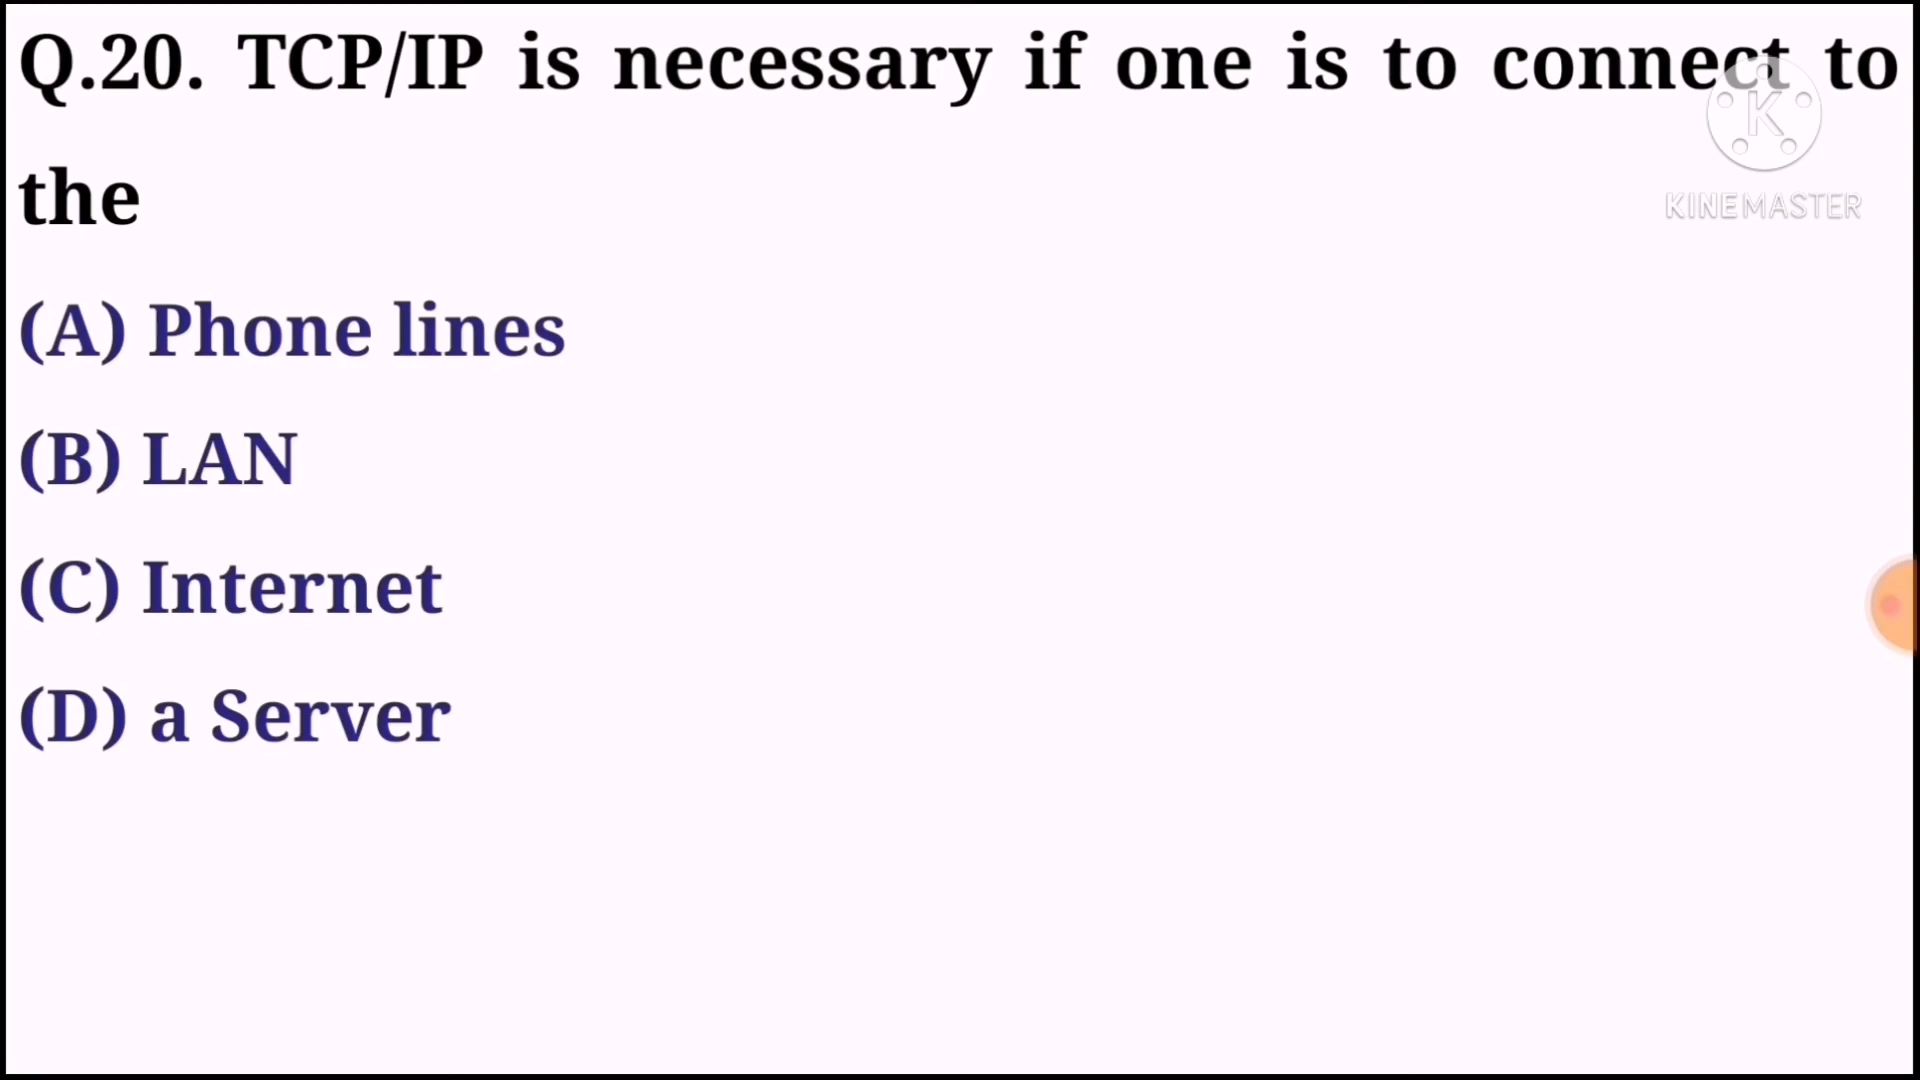 Q.20. TCP/IP is necessary if one is to connect to
the
(A) Phone lines
(B) LAN
(C) Internet
(D) a Server
K
KINEMASTER